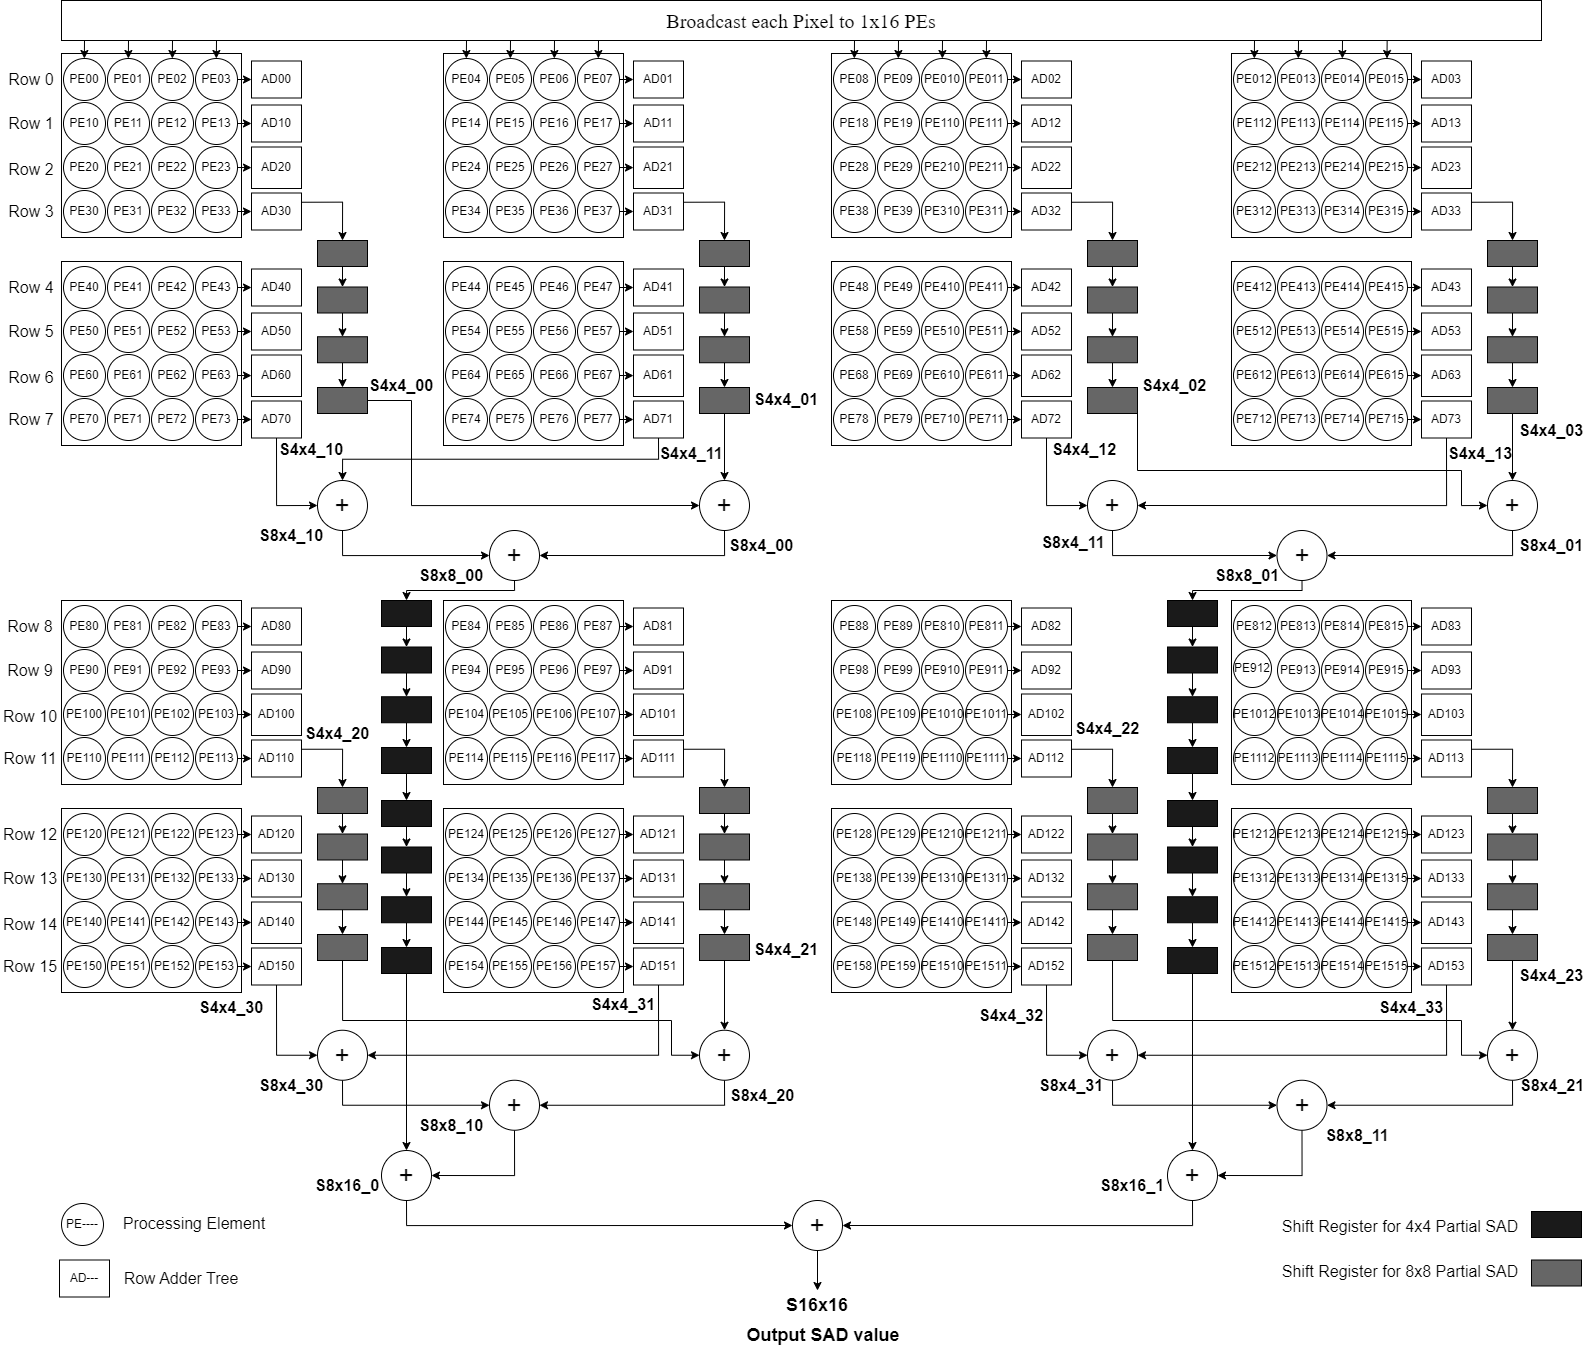 Broadcast each Pixel to 1x16 PEs
Row 0 PE00 PE01 PE02 PE03 AD00 PE04 PE05 PE06 PE07 AD01 PE08 PE09 PE010 PE011 AD02 PE012 PE013 PE014 PE015 AD03
Row 1 PE10 PE11 PE12 PE13 AD10 PE14 PE15 PE16 PE17 AD11 PE18 PE19 PE110 PE111 AD12 PE112 PE113 PE114 PE115 AD13
Row 2 PE20 PE21 PE22 PE23 AD20 PE24 PE25 PE26 PE27 AD21 PE28 PE29 PE210 PE211 AD22 PE212 PE213 PE214 PE215 AD23
Row 3 PE30 PE31 PE32 PE33 AD30 PE34 PE35 PE36 PE37 AD31 PE38 PE39 PE310 PE311 AD32 PE312 PE313 PE314 PE315 AD33
Row 4 PE40 PE41 PE42 PE43 AD40 PE44 PE45 PE46 PE47 AD41 PE48 PE49 PE410 PE411 AD42 PE412 PE413 PE414 PE415 AD43
Row 5 PE50 PE51 PE52 PE53 AD50 PE54 PE55 PE56 PE57 AD51 PE58 PE59 PE510 PE511 AD52 PE512 PE513 PE514 PE515 AD53
Row 6 PE60 PE61 PE62 PE63 AD60 PE64 PE65 PE66 PE67 AD61 PE68 PE69 PE610 PE611 AD62 PE612 PE613 PE614 PE615 AD63
S4x4_00 S4x4_01 S4x4_02
Row 7 PE70 PE71 PE72 PE73 AD70 PE74 PE75 PE76 PE77 AD71 PE78 PE79 PE710 PE711 AD72 PE712 PE713 PE714 PE715 AD73 S4x4_03
S4x4_10 S4x4_11 S4x4_12 S4x4_13
+ + + +
S8x4_10 S8x4_00 S8x4_11 S8x4_01
+ +
S8x8_00 S8x8_01
Row 8 PE80 PE81 PE82 PE83 AD80 PE84 PE85 PE86 PE87 AD81 PE88 PE89 PE810 PE811 AD82 PE812 PE813 PE814 PE815 AD83
Row 9 PE90 PE91 PE92 PE93 AD90 PE94 PE95 PE96 PE97 AD91 PE98 PE99 PE910 PE911 AD92 PE912 PE913 PE914 PE915 AD93
Row 10 PE100 PE101 PE102 PE103 AD100 PE104 PE105 PE106 PE107 AD101 PE108 PE109 PE1010 PE1011 AD102 PE1012 PE1013 PE1014 PE1015 AD103
S4x4_20 S4x4_22
Row 11 PE110 PE111 PE112 PE113 AD110 PE114 PE115 PE116 PE117 AD111 PE118 PE119 PE1110 PE1111 AD112 PE1112 PE1113 PE1114 PE1115 AD113
Row 12 PE120 PE121 PE122 PE123 AD120 PE124 PE125 PE126 PE127 AD121 PE128 PE129 PE1210 PE1211 AD122 PE1212 PE1213 PE1214 PE1215 AD123
Row 13 PE130 PE131 PE132 PE133 AD130 PE134 PE135 PE136 PE137 AD131 PE138 PE139 PE1310 PE1311 AD132 PE1312 PE1313 PE1314 PE1315 AD133
Row 14 PE140 PE141 PE142 PE143 AD140 PE144 PE145 PE146 PE147 AD141 PE148 PE149 PE1410 PE1411 AD142 PE1412 PE1413 PE1414 PE1415 AD143
S4x4_21
Row 15 PE150 PE151 PE152 PE153 AD150 PE154 PE155 PE156 PE157 AD151 PE158 PE159 PE1510 PE1511 AD152 PE1512 PE1513 PE1514 PE1515 AD153 S4x4_23
S4x4_30 S4x4_31 S4x4_32 S4x4_33
+ + + +
S8x4_30 S8x4_20 S8x4_31 S8x4_21
+ +
S8x8_10 S8x8_11
+ +
S8x16_0 S8x16_1
+
PE---- Processing Element
Shift Register for 4x4 Partial SAD
AD--- Row Adder Tree
Shift Register for 8x8 Partial SAD
S16x16
Output SAD value